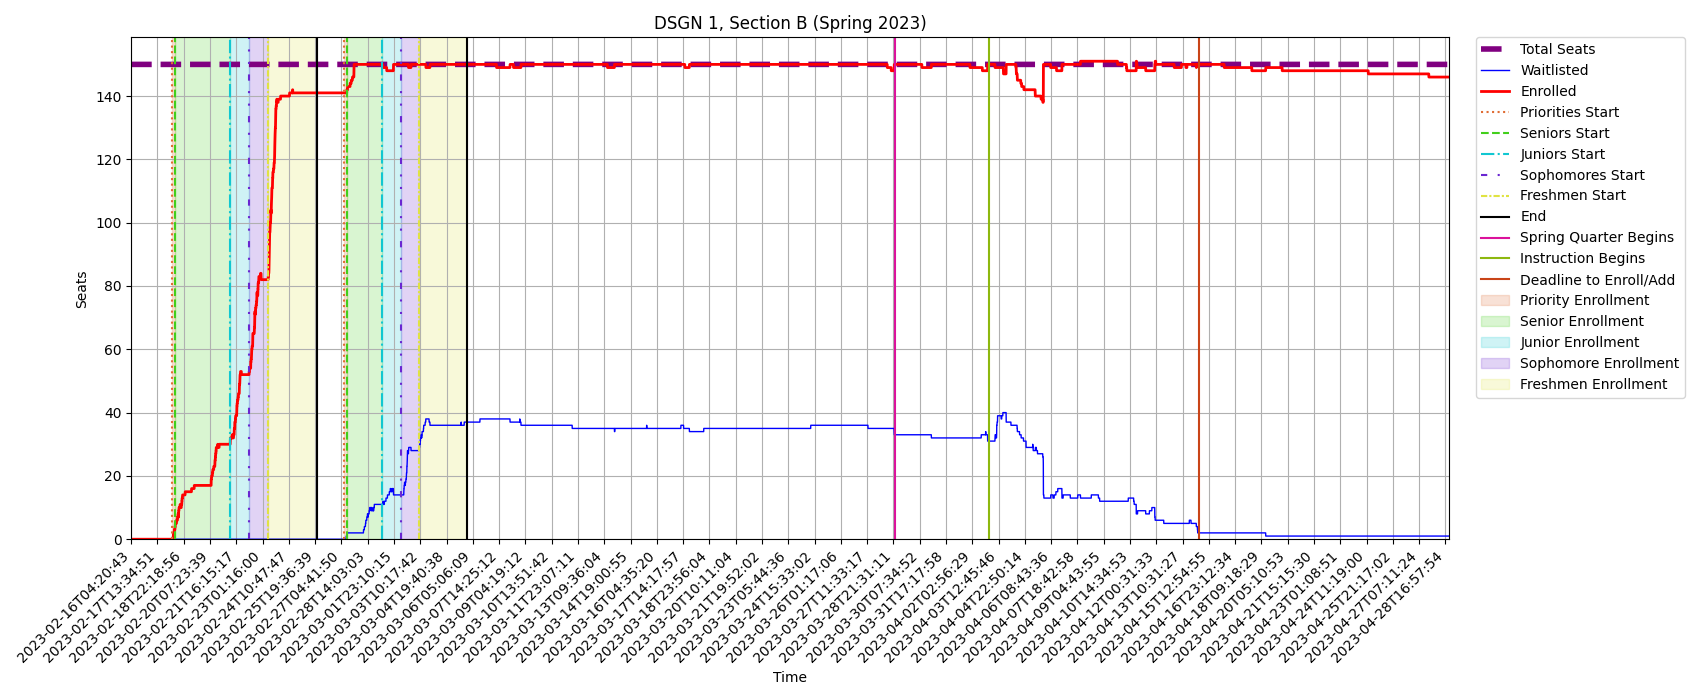 DSGN 1, Section B (Spring 2023)
Seats
140
120
100
80
60
40
20
0
2023-02-16T04:20:43
2023-02-17T13:34:51
2023-02-18T22:18:56
2023-02-20T07:23:39
2023-02-21T16:15:17
2023-02-23T01:16:00
2023-02-24T10:47:47
2023-02-25T19:36:39
2023-02-27T04:41:50
2023-02-28T14:03:03
2023-03-01T23:10:15
2023-03-03T10:17:42
2023-03-04T19:40:38
2023-03-06T05:06:09
2023-03-07T14:25:12
2023-03-09T04:19:12
2023-03-10T13:51:42
2023-03-11T23:07:11
2023-03-13T09:36:04
2023-03-14T19:00:55
2023-03-16T04:35:20
2023-03-17T14:17:57
2023-03-18T23:56:04
2023-03-20T10:11:04
2023-03-21T19:52:02
2023-03-23T05:44:36
2023-03-24T15:33:02
2023-03-26T01:17:06
2023-03-27T11:33:17
2023-03-28T21:31:11
2023-03-30T07:34:52
2023-03-31T17:17:58
2023-04-02T02:56:29
2023-04-03T12:45:46
2023-04-04T22:50:14
2023-04-06T08:43:36
2023-04-07T18:42:58
2023-04-09T04:43:55
2023-04-10T14:34:53
2023-04-12T00:31:33
2023-04-13T10:31:27
2023-04-15T12:54:55
2023-04-16T23:12:34
2023-04-18T09:18:29
2023-04-20T05:10:53
2023-04-21T15:15:30
2023-04-23T01:08:51
2023-04-24T11:19:00
2023-04-25T21:17:02
2023-04-27T07:11:24
2023-04-28T16:57:54
Time
Total Seats
Waitlisted
Enrolled
Priorities Start
Seniors Start
Juniors Start
Sophomores Start
Freshmen Start
End
Spring Quarter Begins
Instruction Begins
Deadline to Enroll/Add
Priority Enrollment
Senior Enrollment
Junior Enrollment
Sophomore Enrollment
Freshmen Enrollment